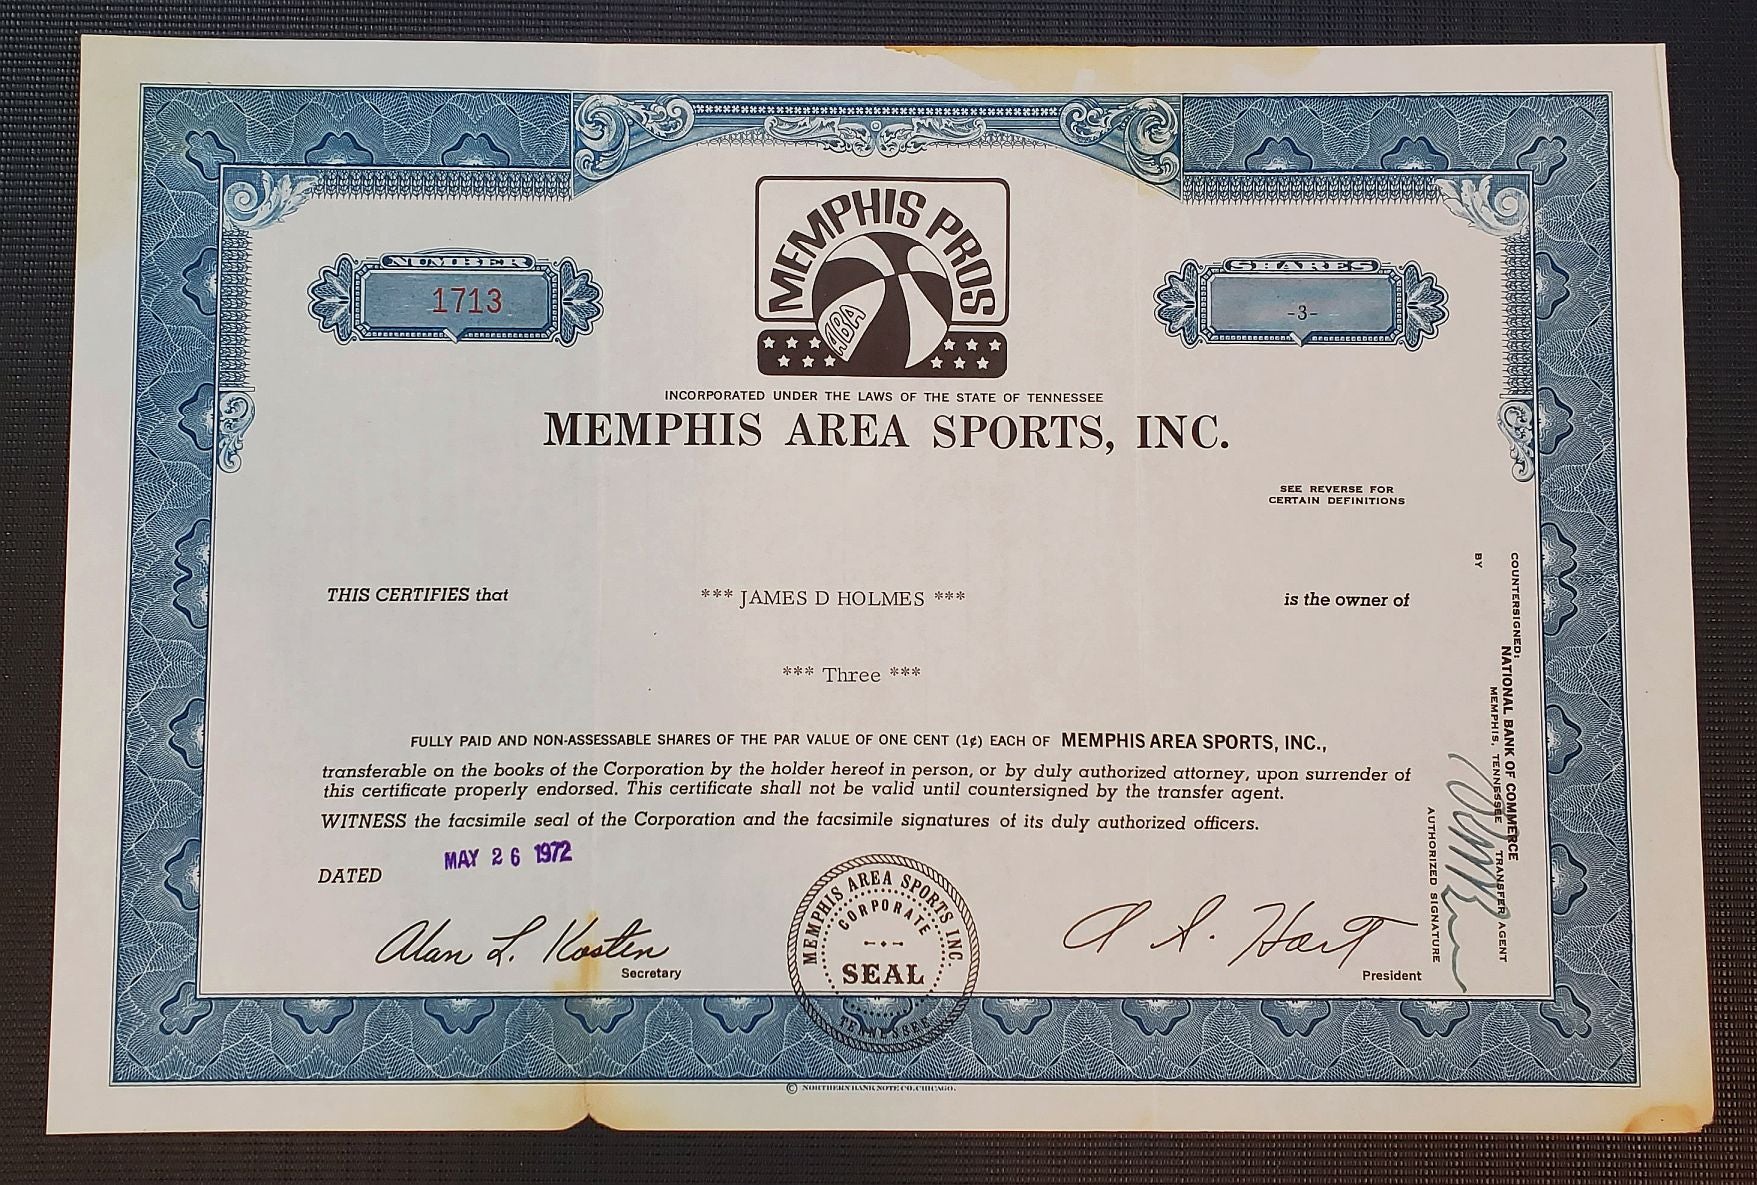 MEMPHIS PROS
ABA
NUMBER
1713
SHARES
-3-
INCORPORATED UNDER THE LAWS OF THE STATE OF TENNESSEE
MEMPHIS AREA SPORTS, INC.
SEE REVERSE FOR
CERTAIN DEFINITIONS
THIS CERTIFIES that
*** JAMES D HOLMES ***
is the owner of
*** Three ***
FULLY PAID AND NON-ASSESSABLE SHARES OF THE PAR VALUE OF ONE CENT (1¢) EACH OF MEMPHIS AREA SPORTS, INC.,
transferable on the books of the Corporation by the holder hereof in person, or by duly authorized attorney, upon surrender of
this certificate properly endorsed. This certificate shall not be valid until countersigned by the transfer agent.
WITNESS the facsimile seal of the Corporation and the facsimile signatures of its duly authorized officers.
DATED
MAY 26 1972
Alan L. Kosten
Secretary
MEMPHIS AREA SPORTS INC.
CORPORATE
SEAL
TENNESSEE
A. S. Hart
President
COUNTERSIGNED:
NATIONAL BANK OF COMMERCE
MEMPHIS, TENNESSEE TRANSFER AGENT
BY
AUTHORIZED SIGNATURE
© NORTHERN BANK NOTE CO. CHICAGO.